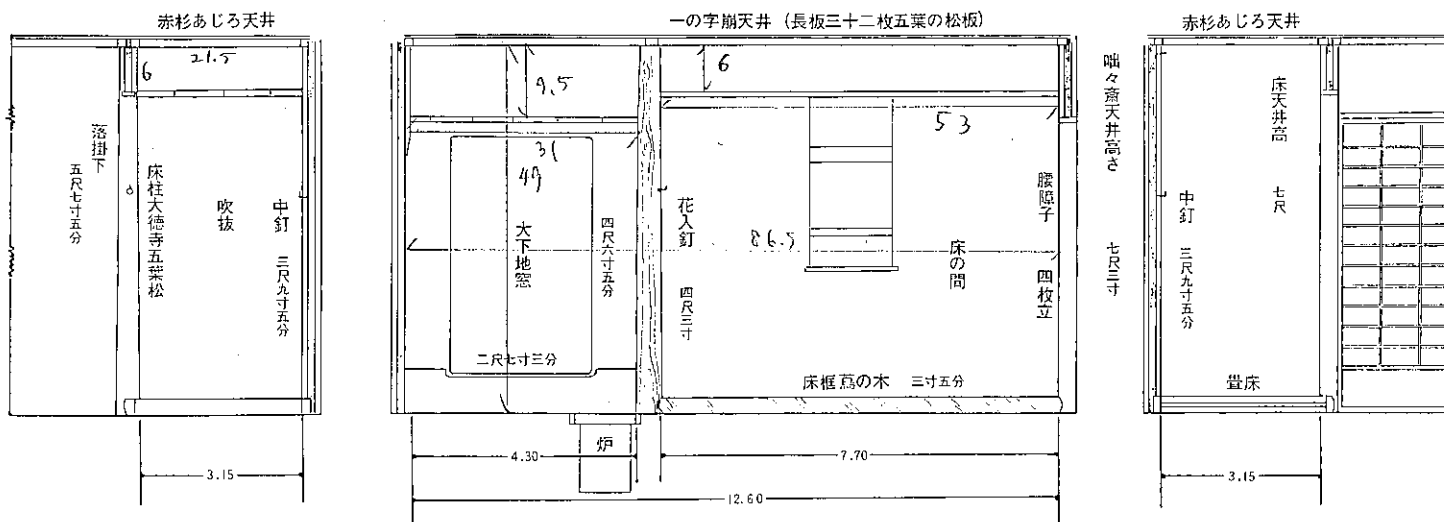 赤杉あじろ天井
21.5
6
落掛下
五尺七寸五分
床柱大徳寺五葉松
吹抜
中釘
三尺九寸五分
3.15
一の字崩天井(長板三十二枚五葉の松板)
9.5
6
53
31
49
大下地窓
四尺六寸五分
二尺七寸三分
花入釘
四尺三寸
86.5
床の間
腰障子
四枚立
床框蔦の木 三寸五分
炉
4.30
7.70
12.60
咄々斎天井高さ
七尺三寸
赤杉あじろ天井
中釘
三尺九寸五分
床天井高
七尺
畳床
3.15